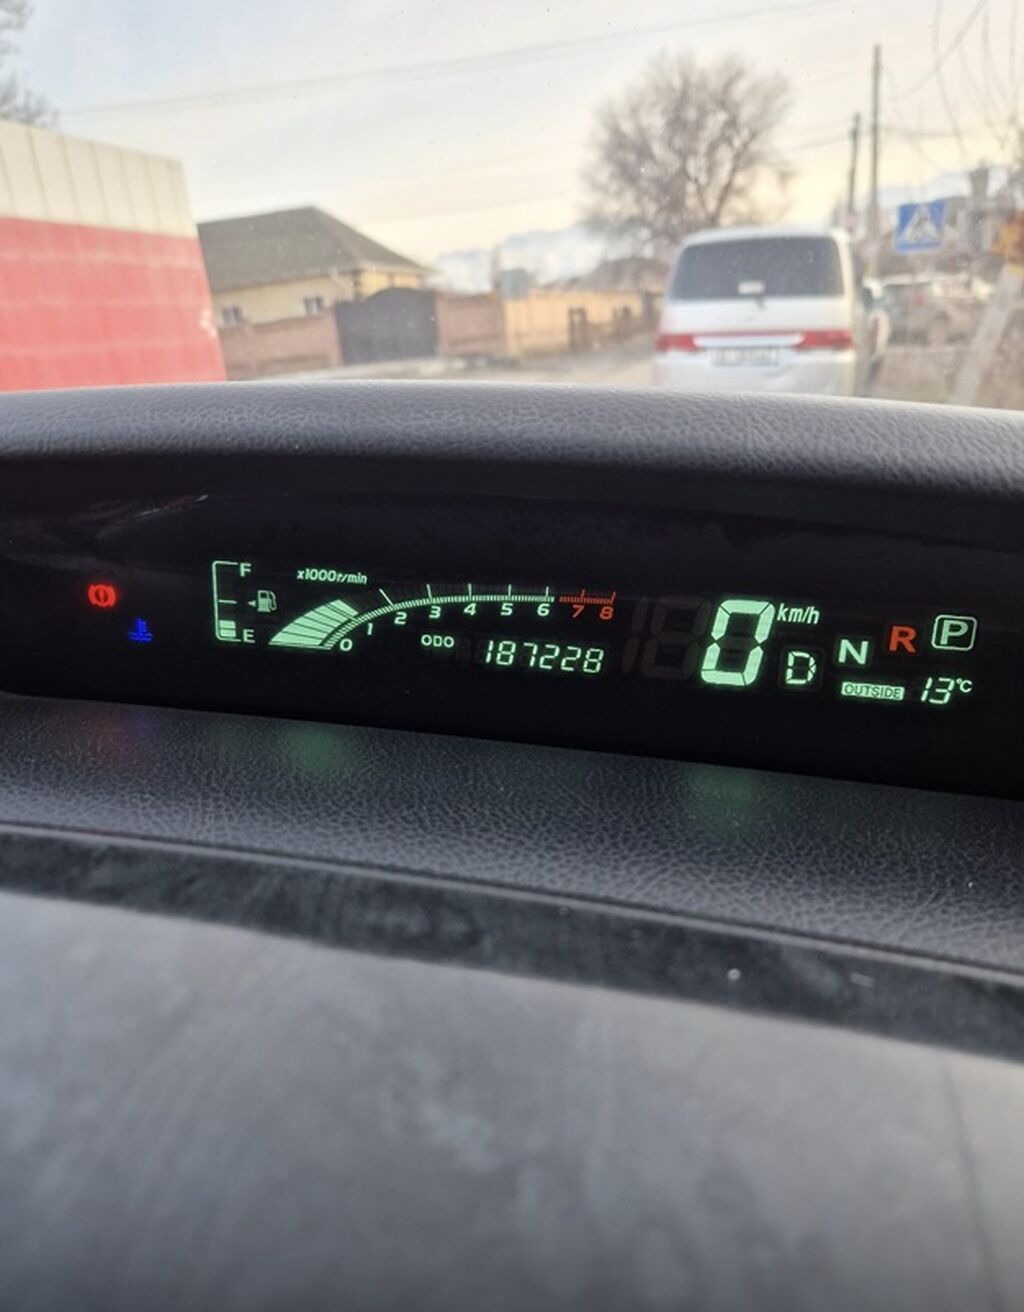 F
x1000r/min
E
0 1 2 3 4 5 6 7 8
ODO 187228
0 km/h
D N R P
OUTSIDE 13°C